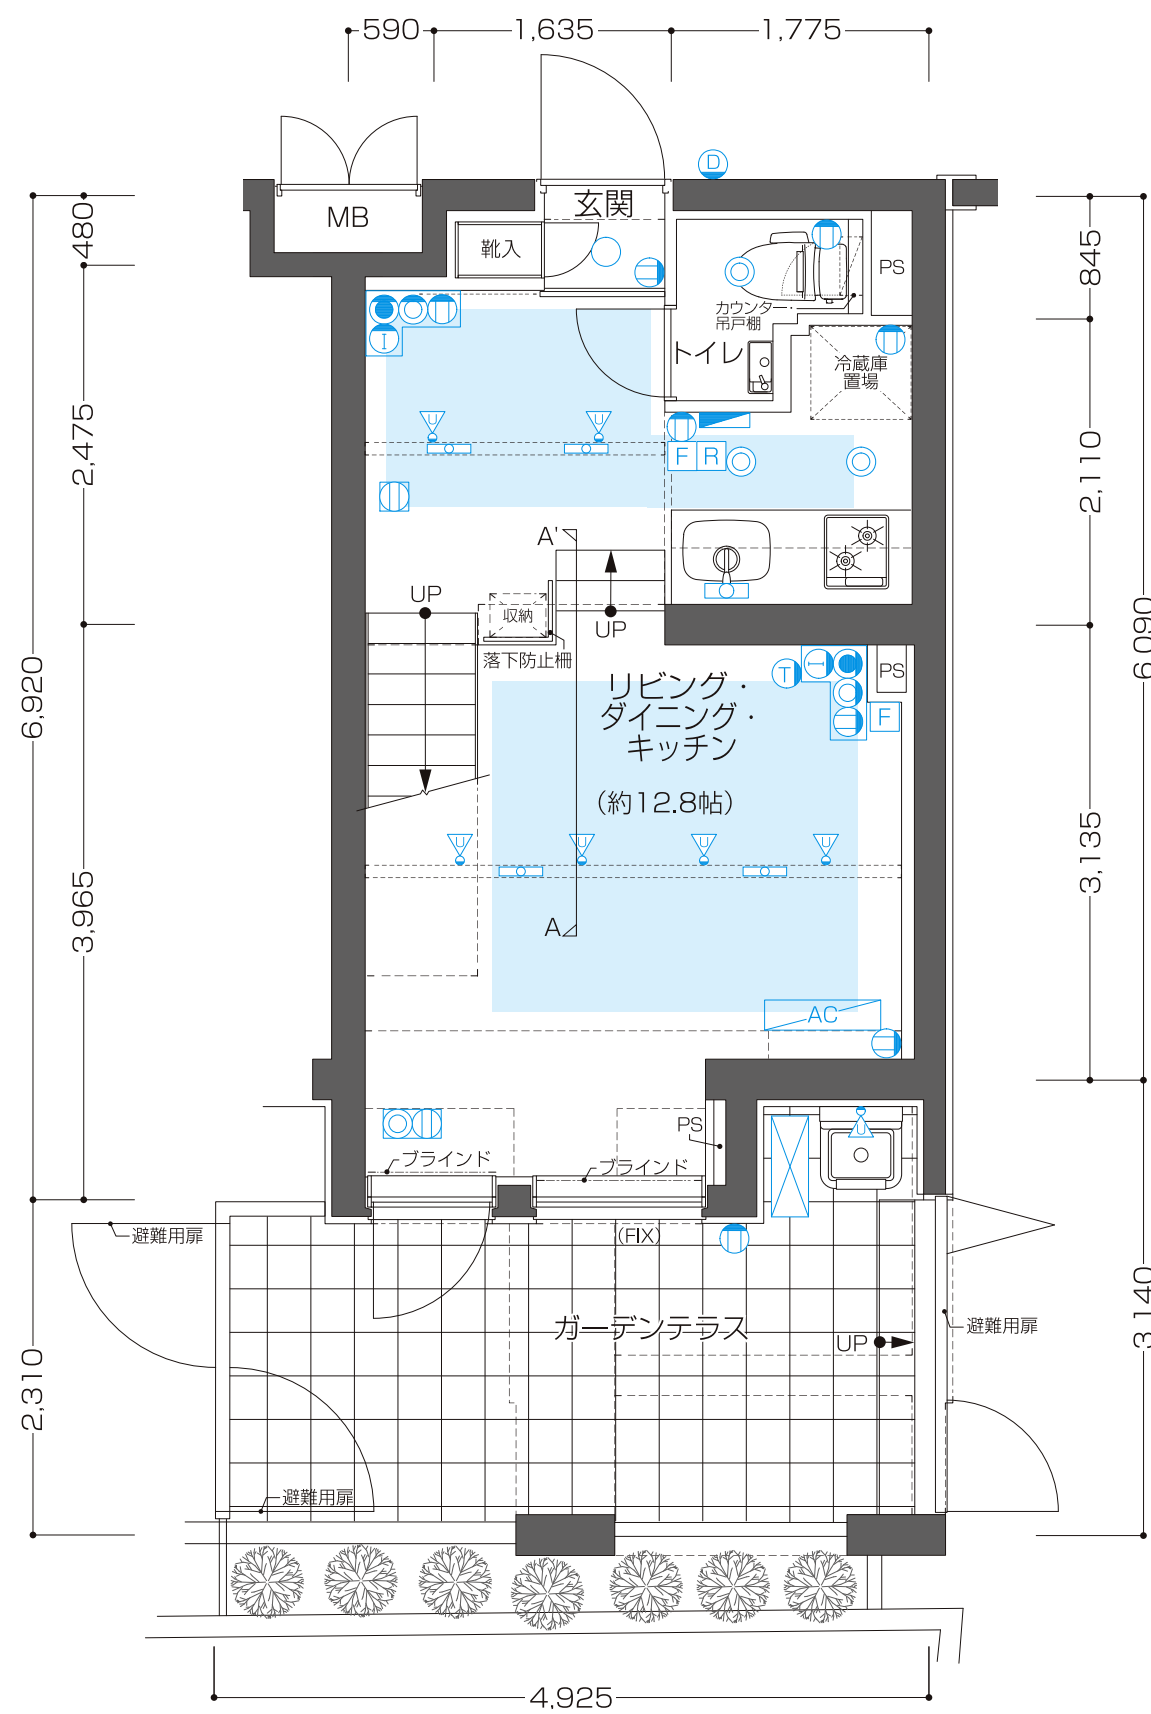 590 1,635 1,775
D
玄関
MB
靴入
PS
480
845
カウンター・
吊戸棚
トイレ
冷蔵庫
置場
I
U U
F R
2,475
2,110
A'
UP
収納
UP
落下防止柵
6,920
6,090
T I
PS
F
リビング・
ダイニング・
キッチン
(約12.8帖)
U U U U
3,965
3,135
A
AC
PS
U
ブラインド
ブラインド
避難用扉
(FIX)
ガーデンテラス
UP
避難用扉
2,310
3,140
避難用扉
4,925